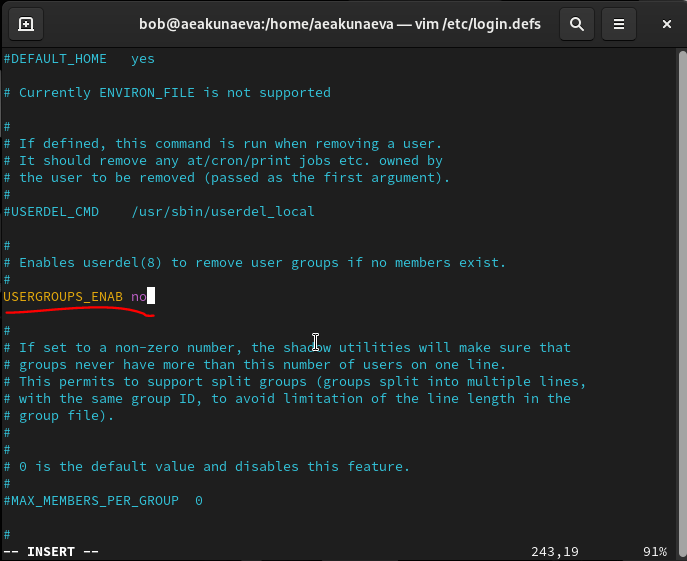 bob@aeakunaeva:/home/aeakunaeva — vim /etc/login.defs
#DEFAULT_HOME   yes
# Currently ENVIRON_FILE is not supported
#
# If defined, this command is run when removing a user.
# It should remove any at/cron/print jobs etc. owned by
# the user to be removed (passed as the first argument).
#
#USERDEL_CMD    /usr/sbin/userdel_local
#
# Enables userdel(8) to remove user groups if no members exist.
#
USERGROUPS_ENAB no
#
# If set to a non-zero number, the shadow utilities will make sure that
# groups never have more than this number of users on one line.
# This permits to support split groups (groups split into multiple lines,
# with the same group ID, to avoid limitation of the line length in the
# group file).
#
#
# 0 is the default value and disables this feature.
#
#MAX_MEMBERS_PER_GROUP  0
#
-- INSERT --                                                     243,19        91%